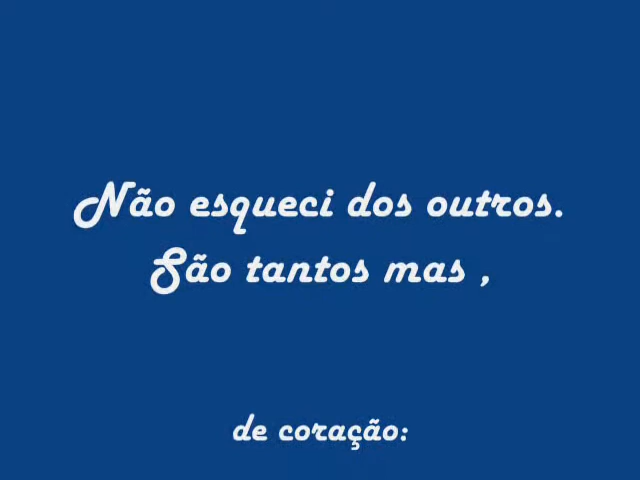 Não esqueci dos outros.
São tantos mas ,
de coração: